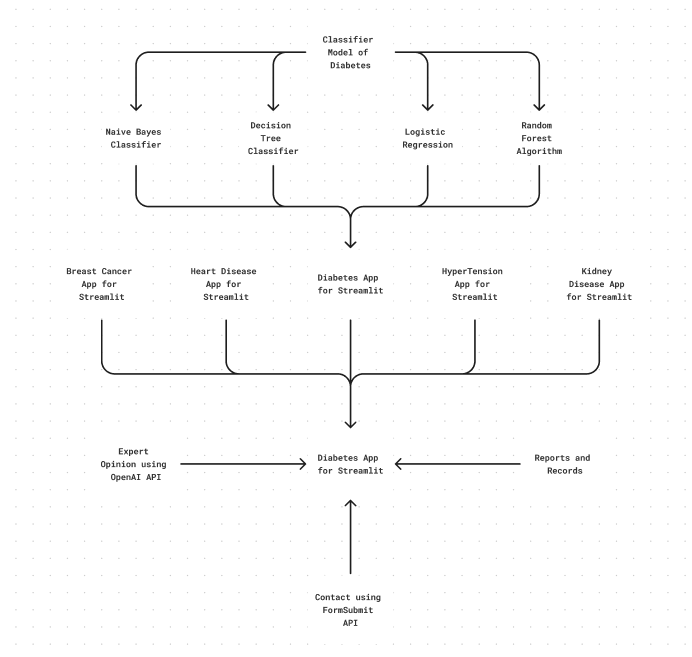 Classifier
Model of
Diabetes
Naive Bayes
Classifier
Decision
Tree
Classifier
Logistic
Regression
Random
Forest
Algorithm
Breast Cancer
App for
Streamlit
Heart Disease
App for
Streamlit
Diabetes App
for Streamlit
HyperTension
App for
Streamlit
Kidney
Disease App
for Streamlit
Expert
Opinion using
OpenAI API
Diabetes App
for Streamlit
Reports and
Records
Contact using
FormSubmit
API